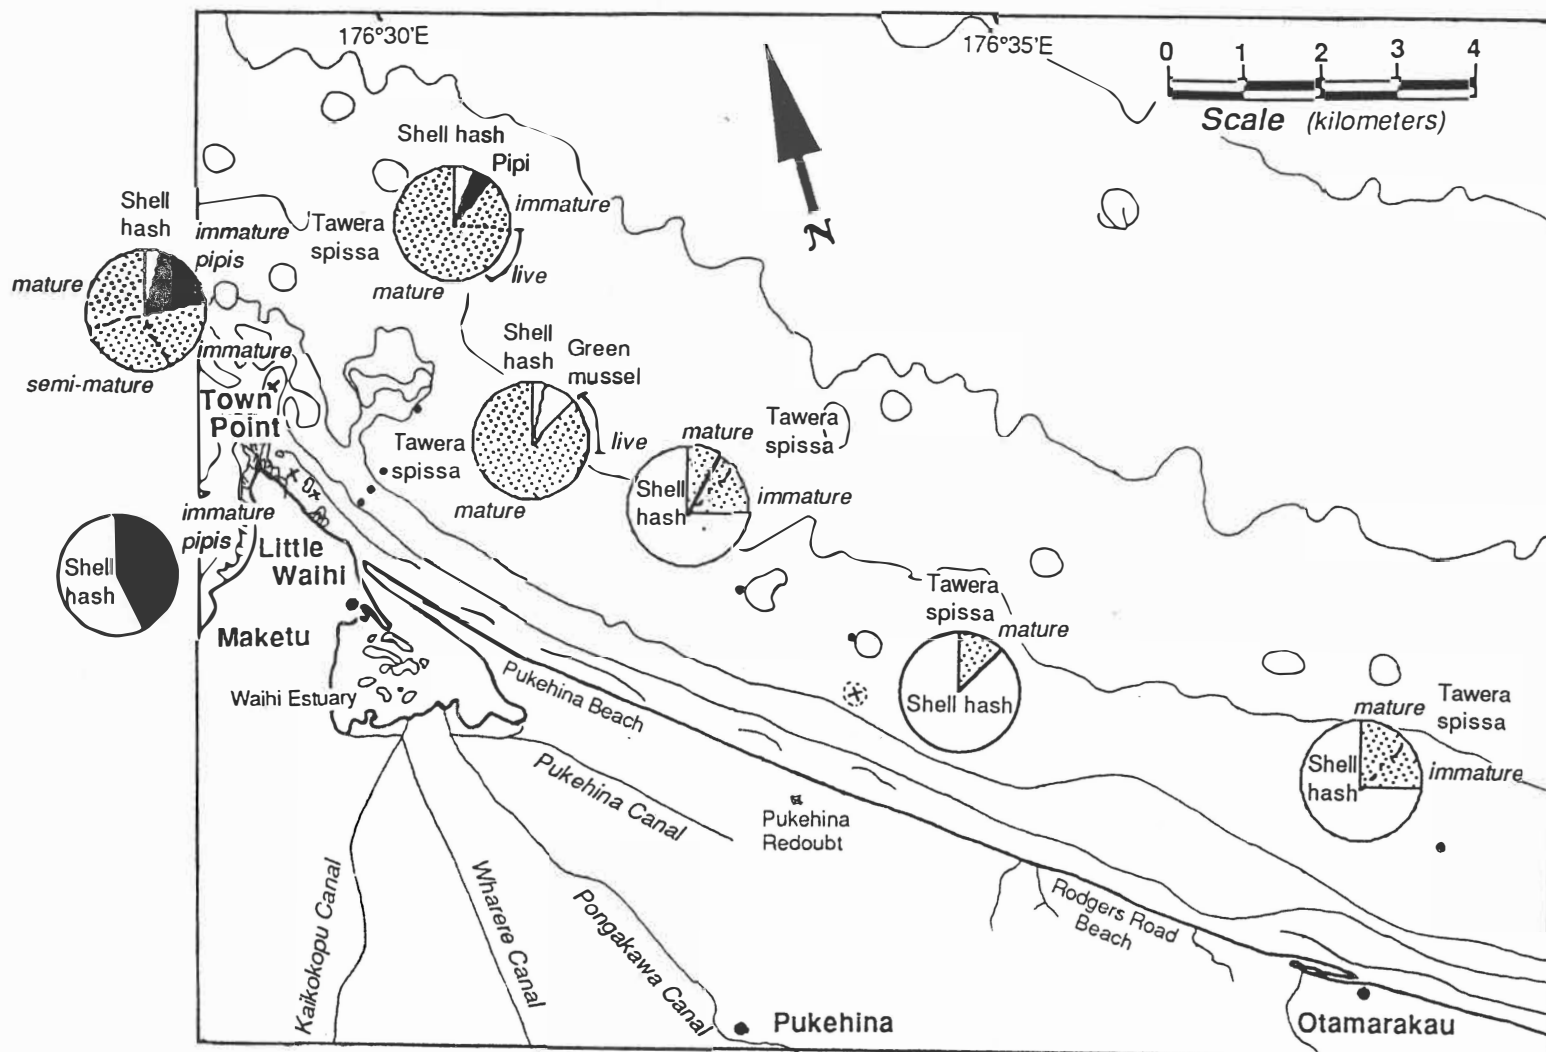 176°30'E
176°35'E
0 1 2 3 4
Scale (kilometers)
N
Shell hash
Pipi
immature
Tawera
spissa
live
mature
Shell
hash
immature
pipis
mature
immature
semi-mature
Town
Point
Shell
hash
Green
mussel
Tawera
spissa
live
mature
mature
Tawera
spissa
Shell
hash
immature
immature
pipis
Shell
hash
Little
Waihi
Maketu
Waihi Estuary
Pukehina Beach
Tawera
spissa
mature
Shell hash
mature
Tawera
spissa
Shell
hash
immature
Pukehina Canal
Pukehina
Redoubt
Kaikokopu Canal
Wharere Canal
Pongakawa Canal
Rodgers Road
Beach
Pukehina
Otamarakau